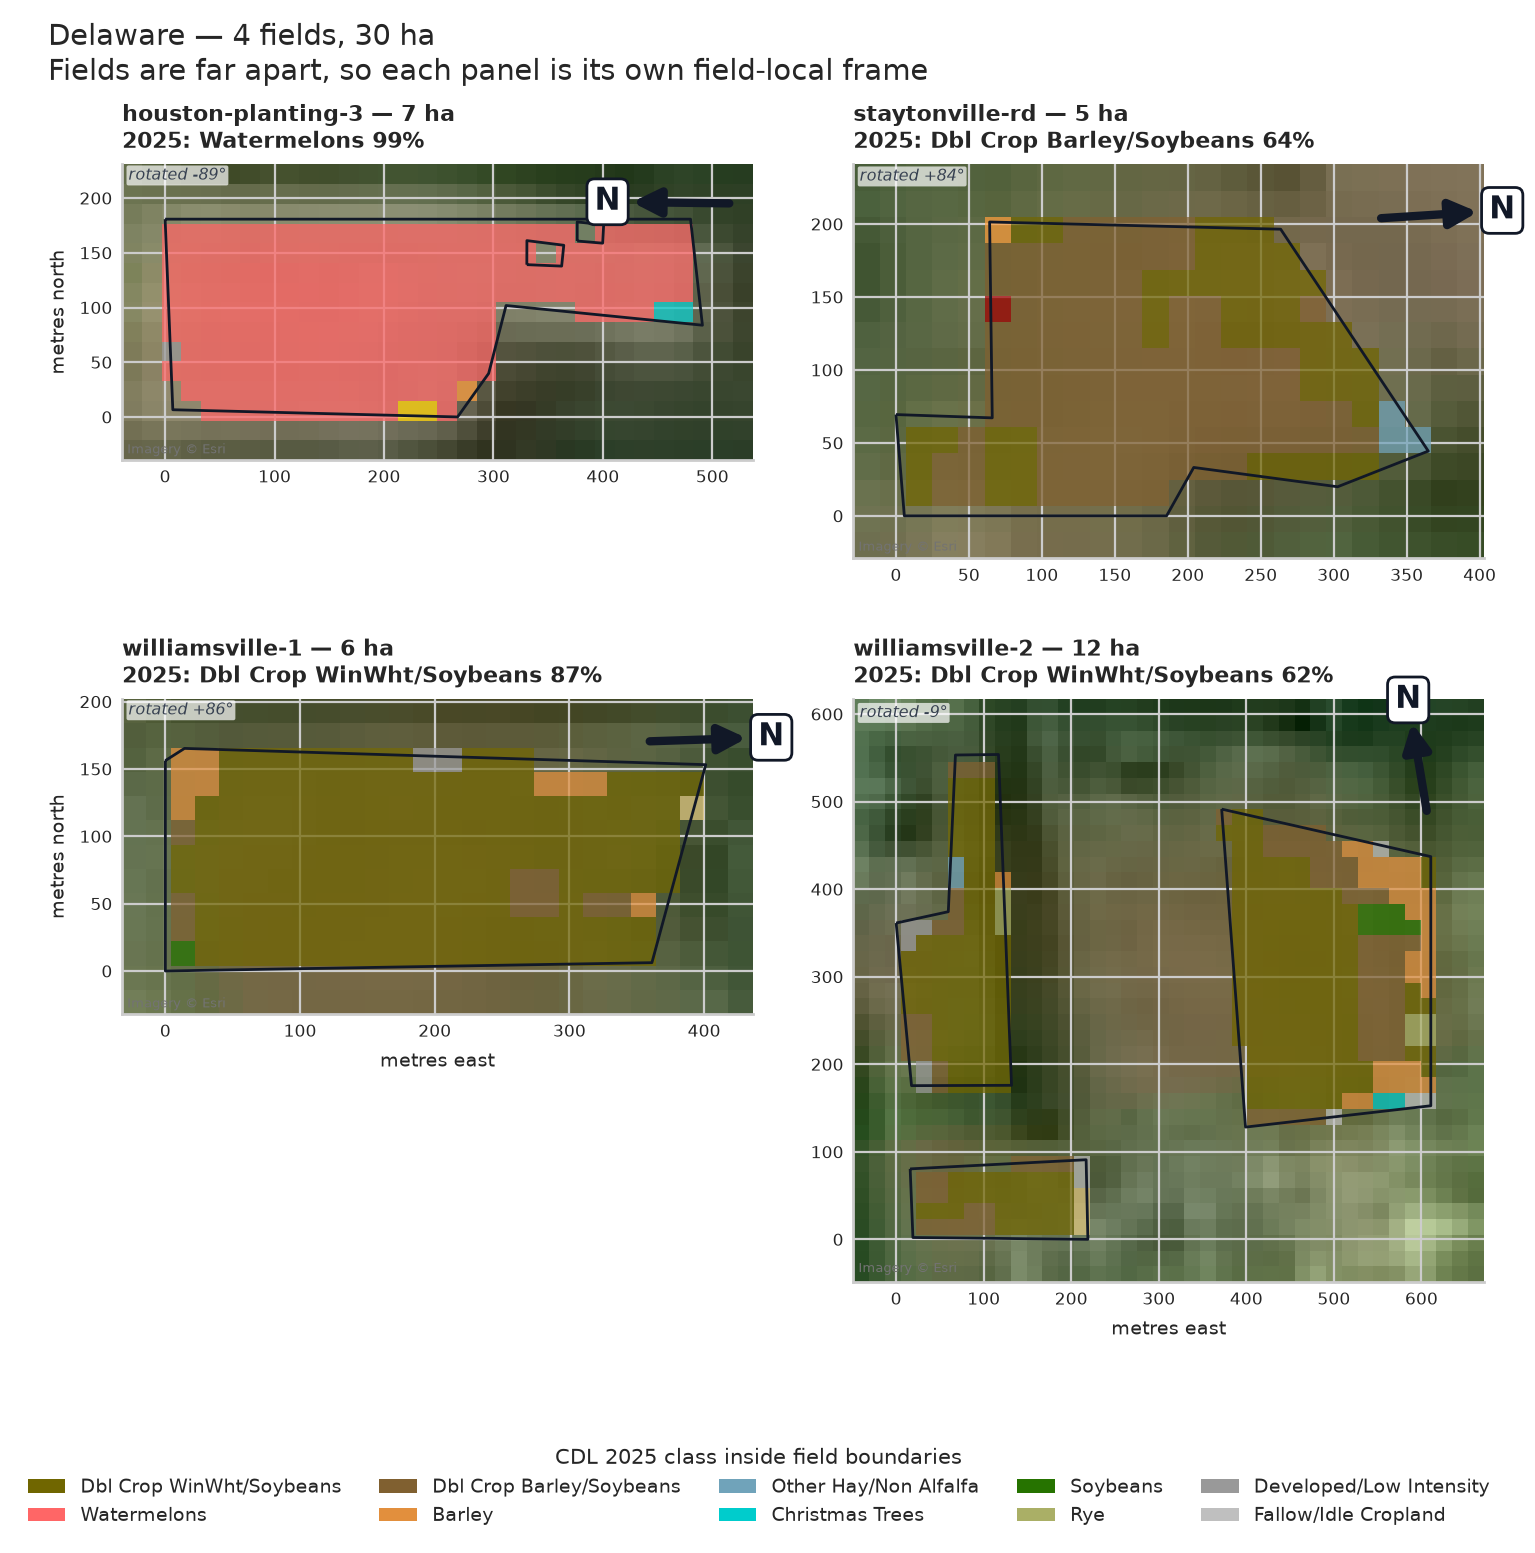 Delaware — 4 fields, 30 ha
Fields are far apart, so each panel is its own field-local frame
houston-planting-3 — 7 ha
2025: Watermelons 99%
rotated -89°
N
200
150
100
50
0
metres north
Imagery © Esri
0 100 200 300 400 500
staytonville-rd — 5 ha
2025: Dbl Crop Barley/Soybeans 64%
rotated +84°
N
200
150
100
50
0
Imagery © Esri
0 50 100 150 200 250 300 350 400
williamsville-1 — 6 ha
2025: Dbl Crop WinWht/Soybeans 87%
rotated +86°
N
200
150
100
50
0
metres north
Imagery © Esri
0 100 200 300 400
metres east
williamsville-2 — 12 ha
2025: Dbl Crop WinWht/Soybeans 62%
rotated -9°
N
600
500
400
300
200
100
0
Imagery © Esri
0 100 200 300 400 500 600
metres east
CDL 2025 class inside field boundaries
Dbl Crop WinWht/Soybeans Dbl Crop Barley/Soybeans Other Hay/Non Alfalfa Soybeans Developed/Low Intensity
Watermelons Barley Christmas Trees Rye Fallow/Idle Cropland